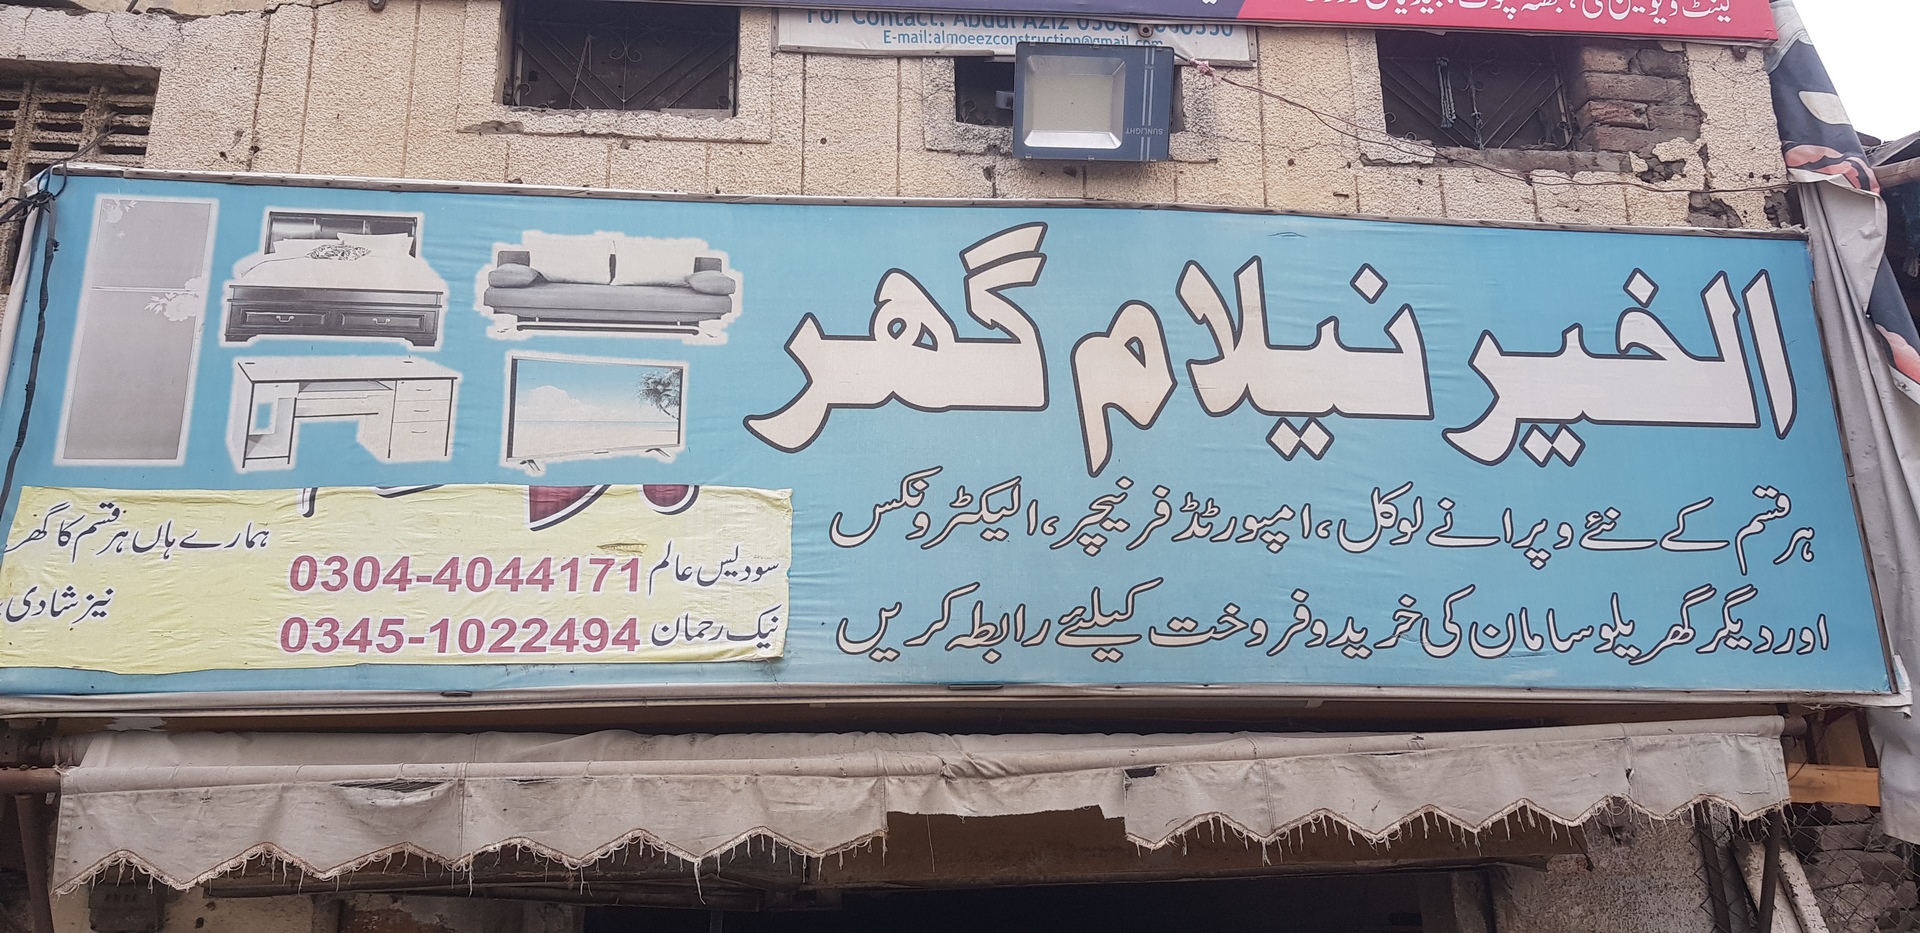 For Contact: Abdul Aziz
E-mail:almoeezconstruction@gmail.com
SUNLIGHT
الخیر نیلام گھر
ہر قسم کے نئے و پرانے لوکل، امپورٹڈ فرنیچر، الیکٹرونکس
اور دیگر گھریلو سامان کی خرید و فروخت کیلئے رابطہ کریں
ہمارے ہاں ہر قسم کا گھر
سودیس عالم 0304-4044171
نیز شادی
نیک رحمان 0345-1022494